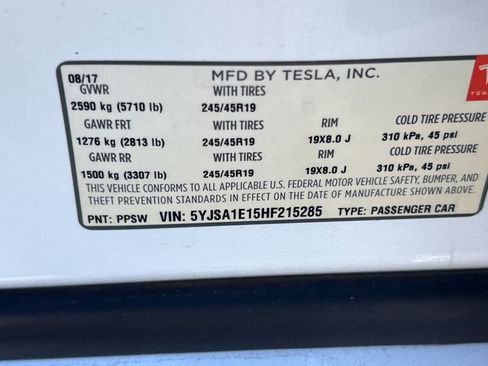 08/17 MFD BY TESLA, INC.
GVWR WITH TIRES
2590 kg (5710 lb) 245/45R19
GAWR FRT WITH TIRES RIM COLD TIRE PRESSURE
1276 kg (2813 lb) 245/45R19 19X8.0 J 310 kPa, 45 psi
GAWR RR WITH TIRES RIM COLD TIRE PRESSURE
1500 kg (3307 lb) 245/45R19 19X8.0 J 310 kPa, 45 psi
THIS VEHICLE CONFORMS TO ALL APPLICABLE U.S. FEDERAL MOTOR VEHICLE SAFETY, BUMPER, AND
THEFT PREVENTION STANDARDS IN EFFECT ON THE DATE OF MANUFACTURE SHOWN ABOVE.
PNT: PPSW VIN: 5YJSA1E15HF215285 TYPE: PASSENGER CAR